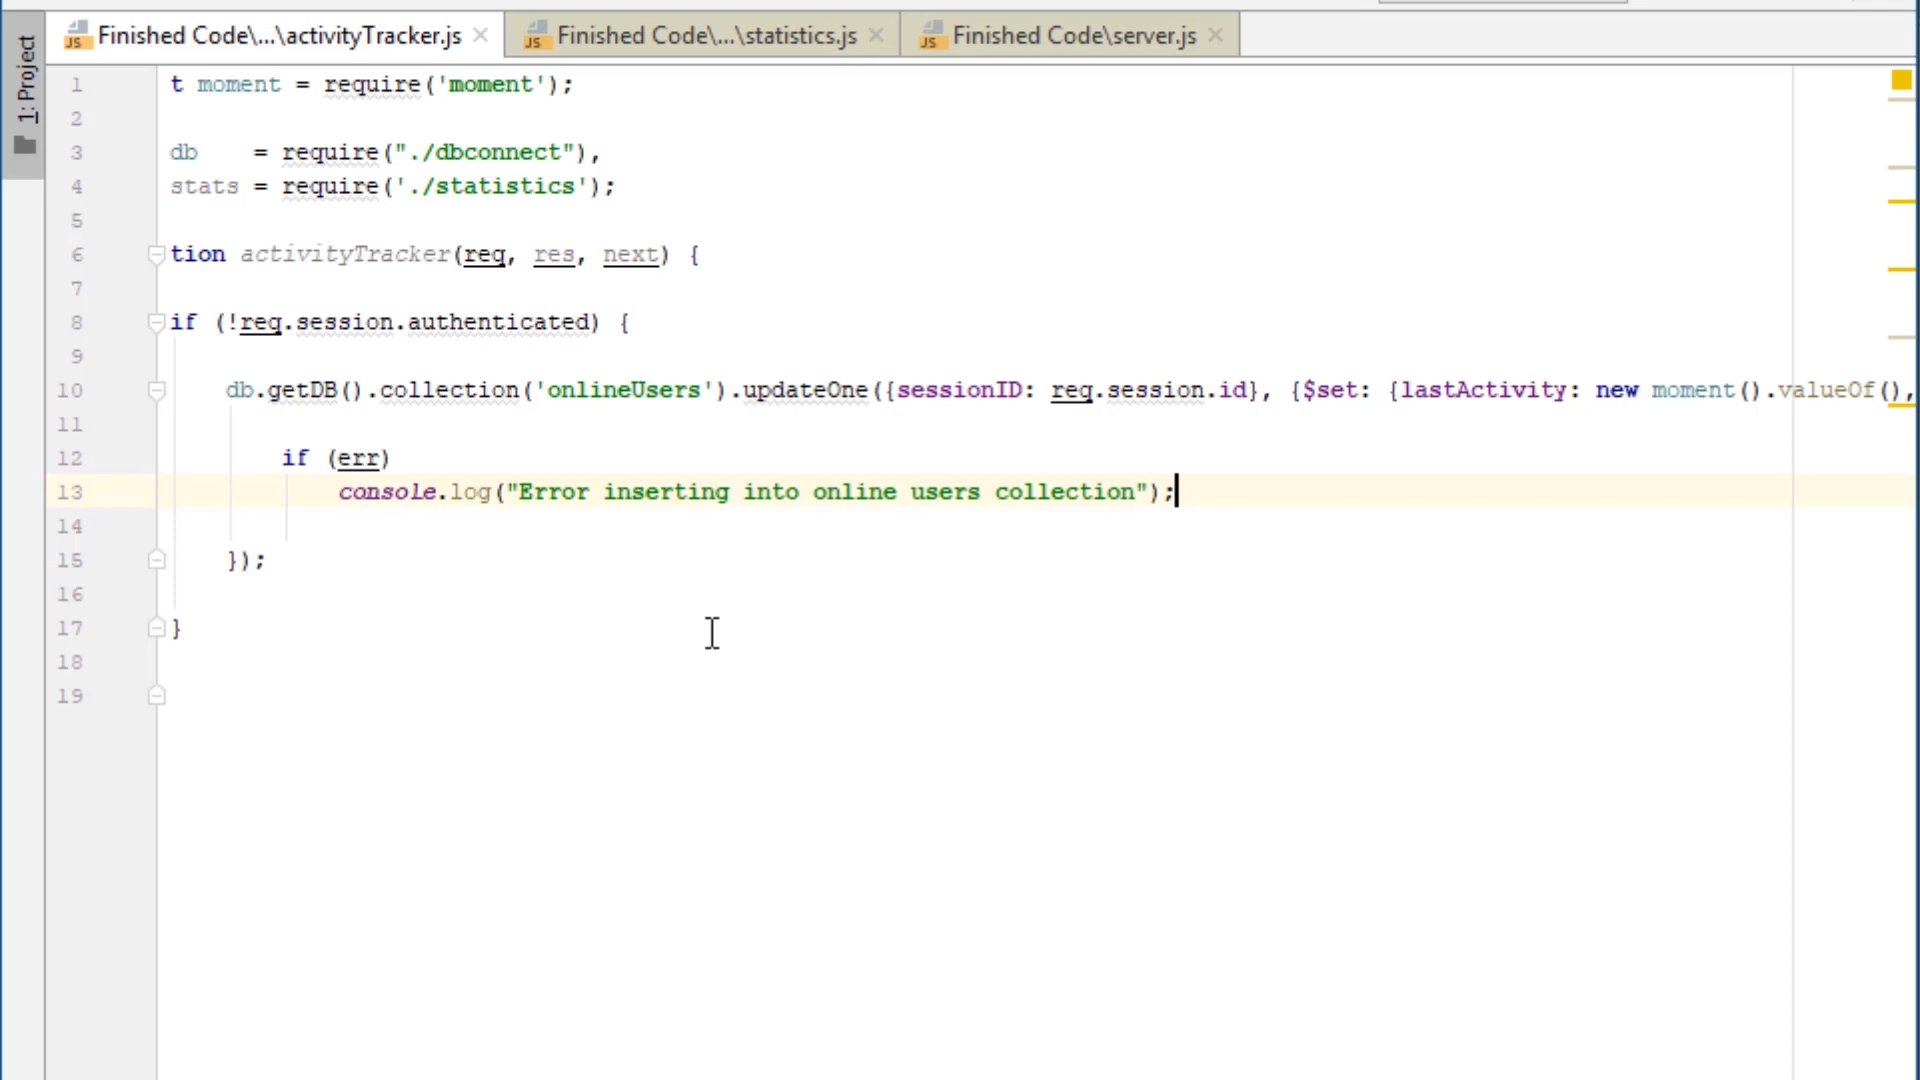 1: Project
Finished Code\...\activityTracker.js
Finished Code\...\statistics.js
Finished Code\server.js
1 t moment = require('moment');
2
3 db    = require("./dbconnect"),
4 stats = require('./statistics');
5
6 tion activityTracker(req, res, next) {
7
8 if (!req.session.authenticated) {
9
10     db.getDB().collection('onlineUsers').updateOne({sessionID: req.session.id}, {$set: {lastActivity: new moment().valueOf(),
11
12         if (err)
13             console.log("Error inserting into online users collection");
14
15     });
16
17 }
18
19